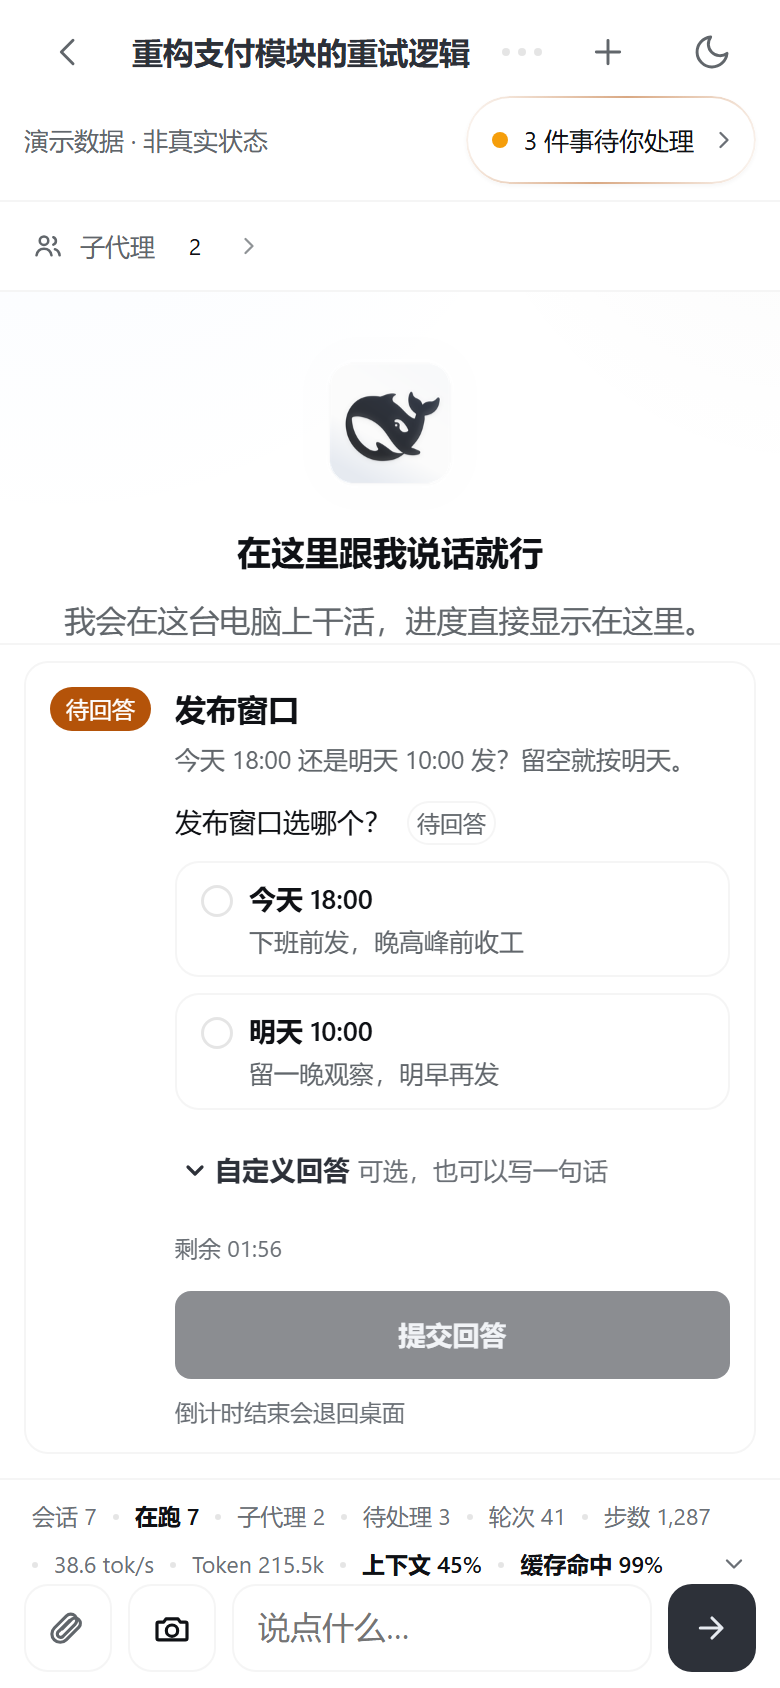 重构支付模块的重试逻辑
演示数据 · 非真实状态
3 件事待你处理
子代理 2
在这里跟我说话就行
我会在这台电脑上干活，进度直接显示在这里。
待回答 发布窗口
今天 18:00 还是明天 10:00 发？留空就按明天。
发布窗口选哪个？ 待回答
今天 18:00
下班前发，晚高峰前收工
明天 10:00
留一晚观察，明早再发
自定义回答 可选，也可以写一句话
剩余 01:56
提交回答
倒计时结束会退回桌面
会话 7 • 在跑 7 • 子代理 2 • 待处理 3 • 轮次 41 • 步数 1,287
• 38.6 tok/s • Token 215.5k • 上下文 45% • 缓存命中 99%
说点什么...